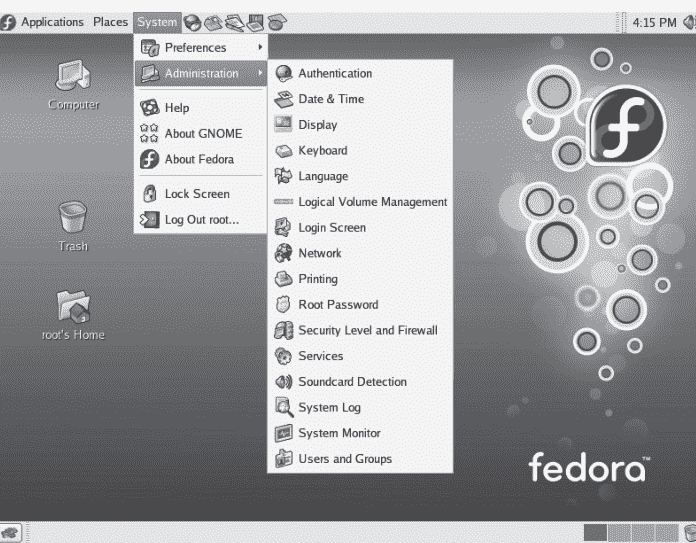 Applications Places System 4:15 PM
Preferences
Administration
Help
About GNOME
About Fedora
Lock Screen
Log Out root...
Authentication
Date & Time
Display
Keyboard
Language
Logical Volume Management
Login Screen
Network
Printing
Root Password
Security Level and Firewall
Services
Soundcard Detection
System Log
System Monitor
Users and Groups
Computer
Trash
root's Home
fedora™